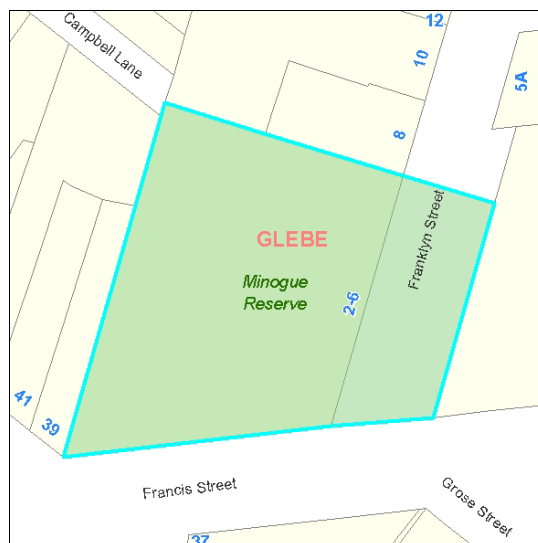 Campbell Lane
12
10
5A
8
Franklyn Street
GLEBE
Minogue
Reserve
2-6
41
39
Francis Street
Grose Street
37